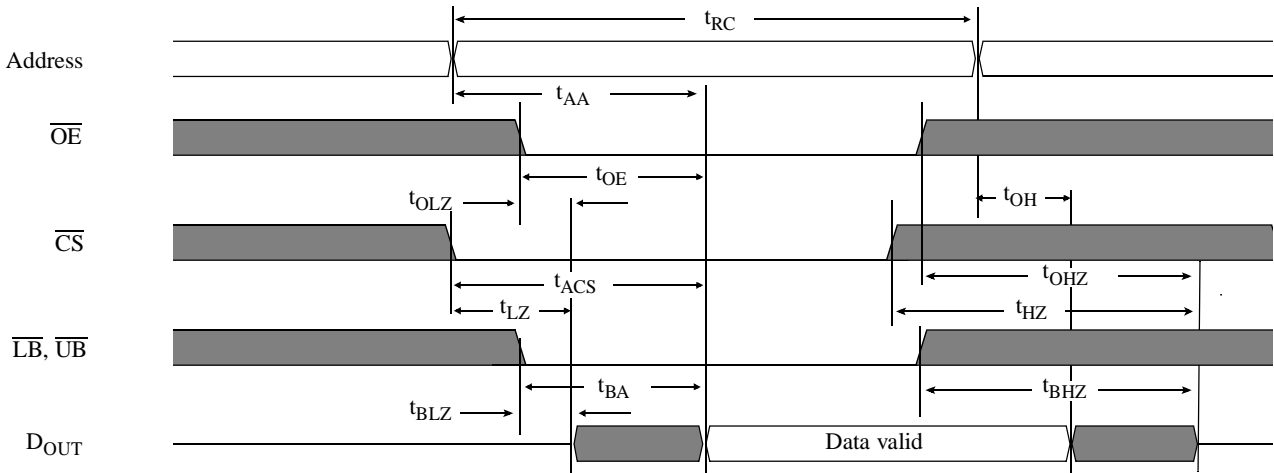 tRC
Address
tAA
OE
tOE
tOLZ
tOH
CS
tACS
tOHZ
tLZ
tHZ
LB, UB
tBA
tBHZ
tBLZ
DOUT
Data valid